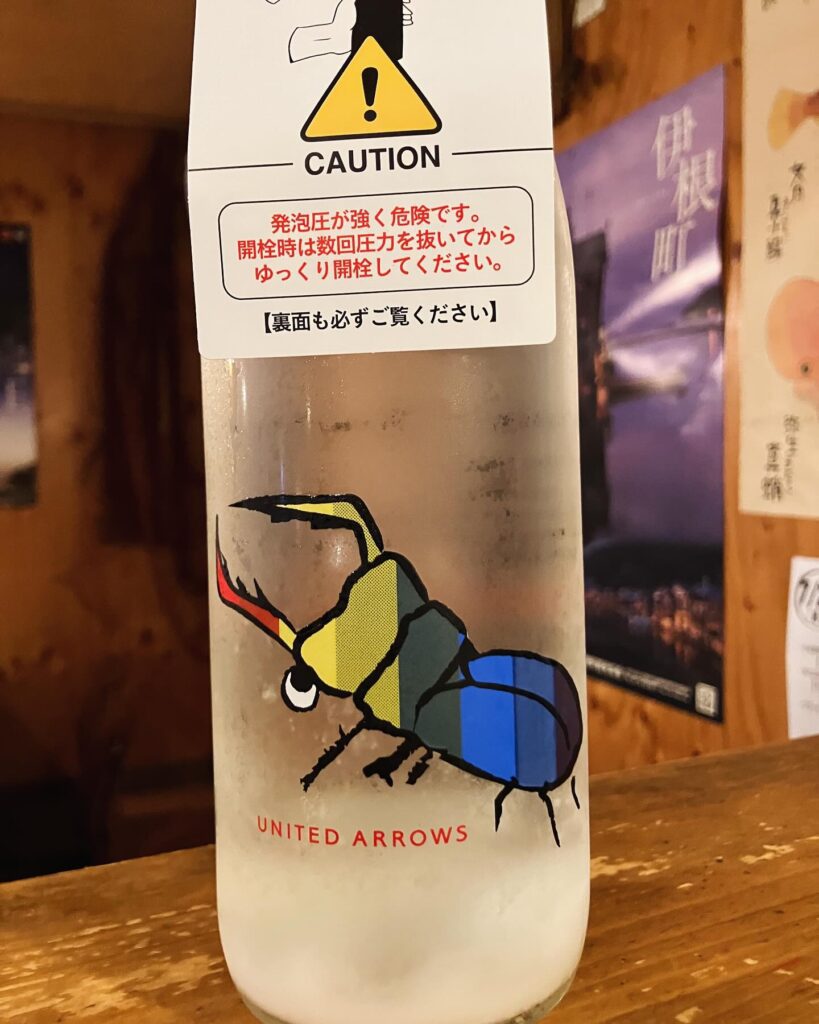 CAUTION
発泡圧が強く危険です。
開栓時は数回圧力を抜いてから
ゆっくり開栓してください。
【裏面も必ずご覧ください】
UNITED ARROWS
伊根町